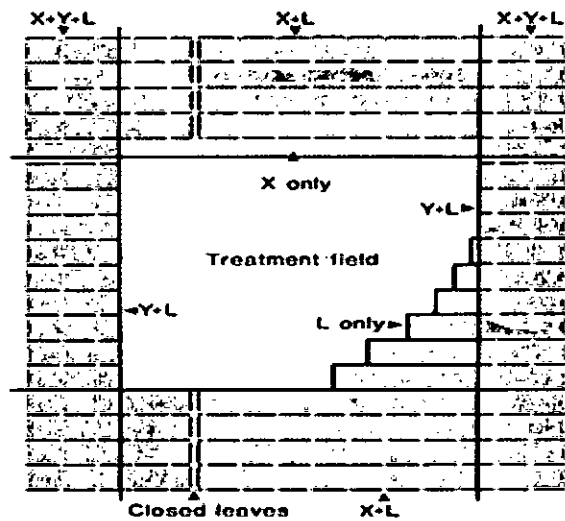 X+Y+L X+L X+Y+L
X only
Y+L
Treatment field
Y+L
L only
Closed leaves X+L